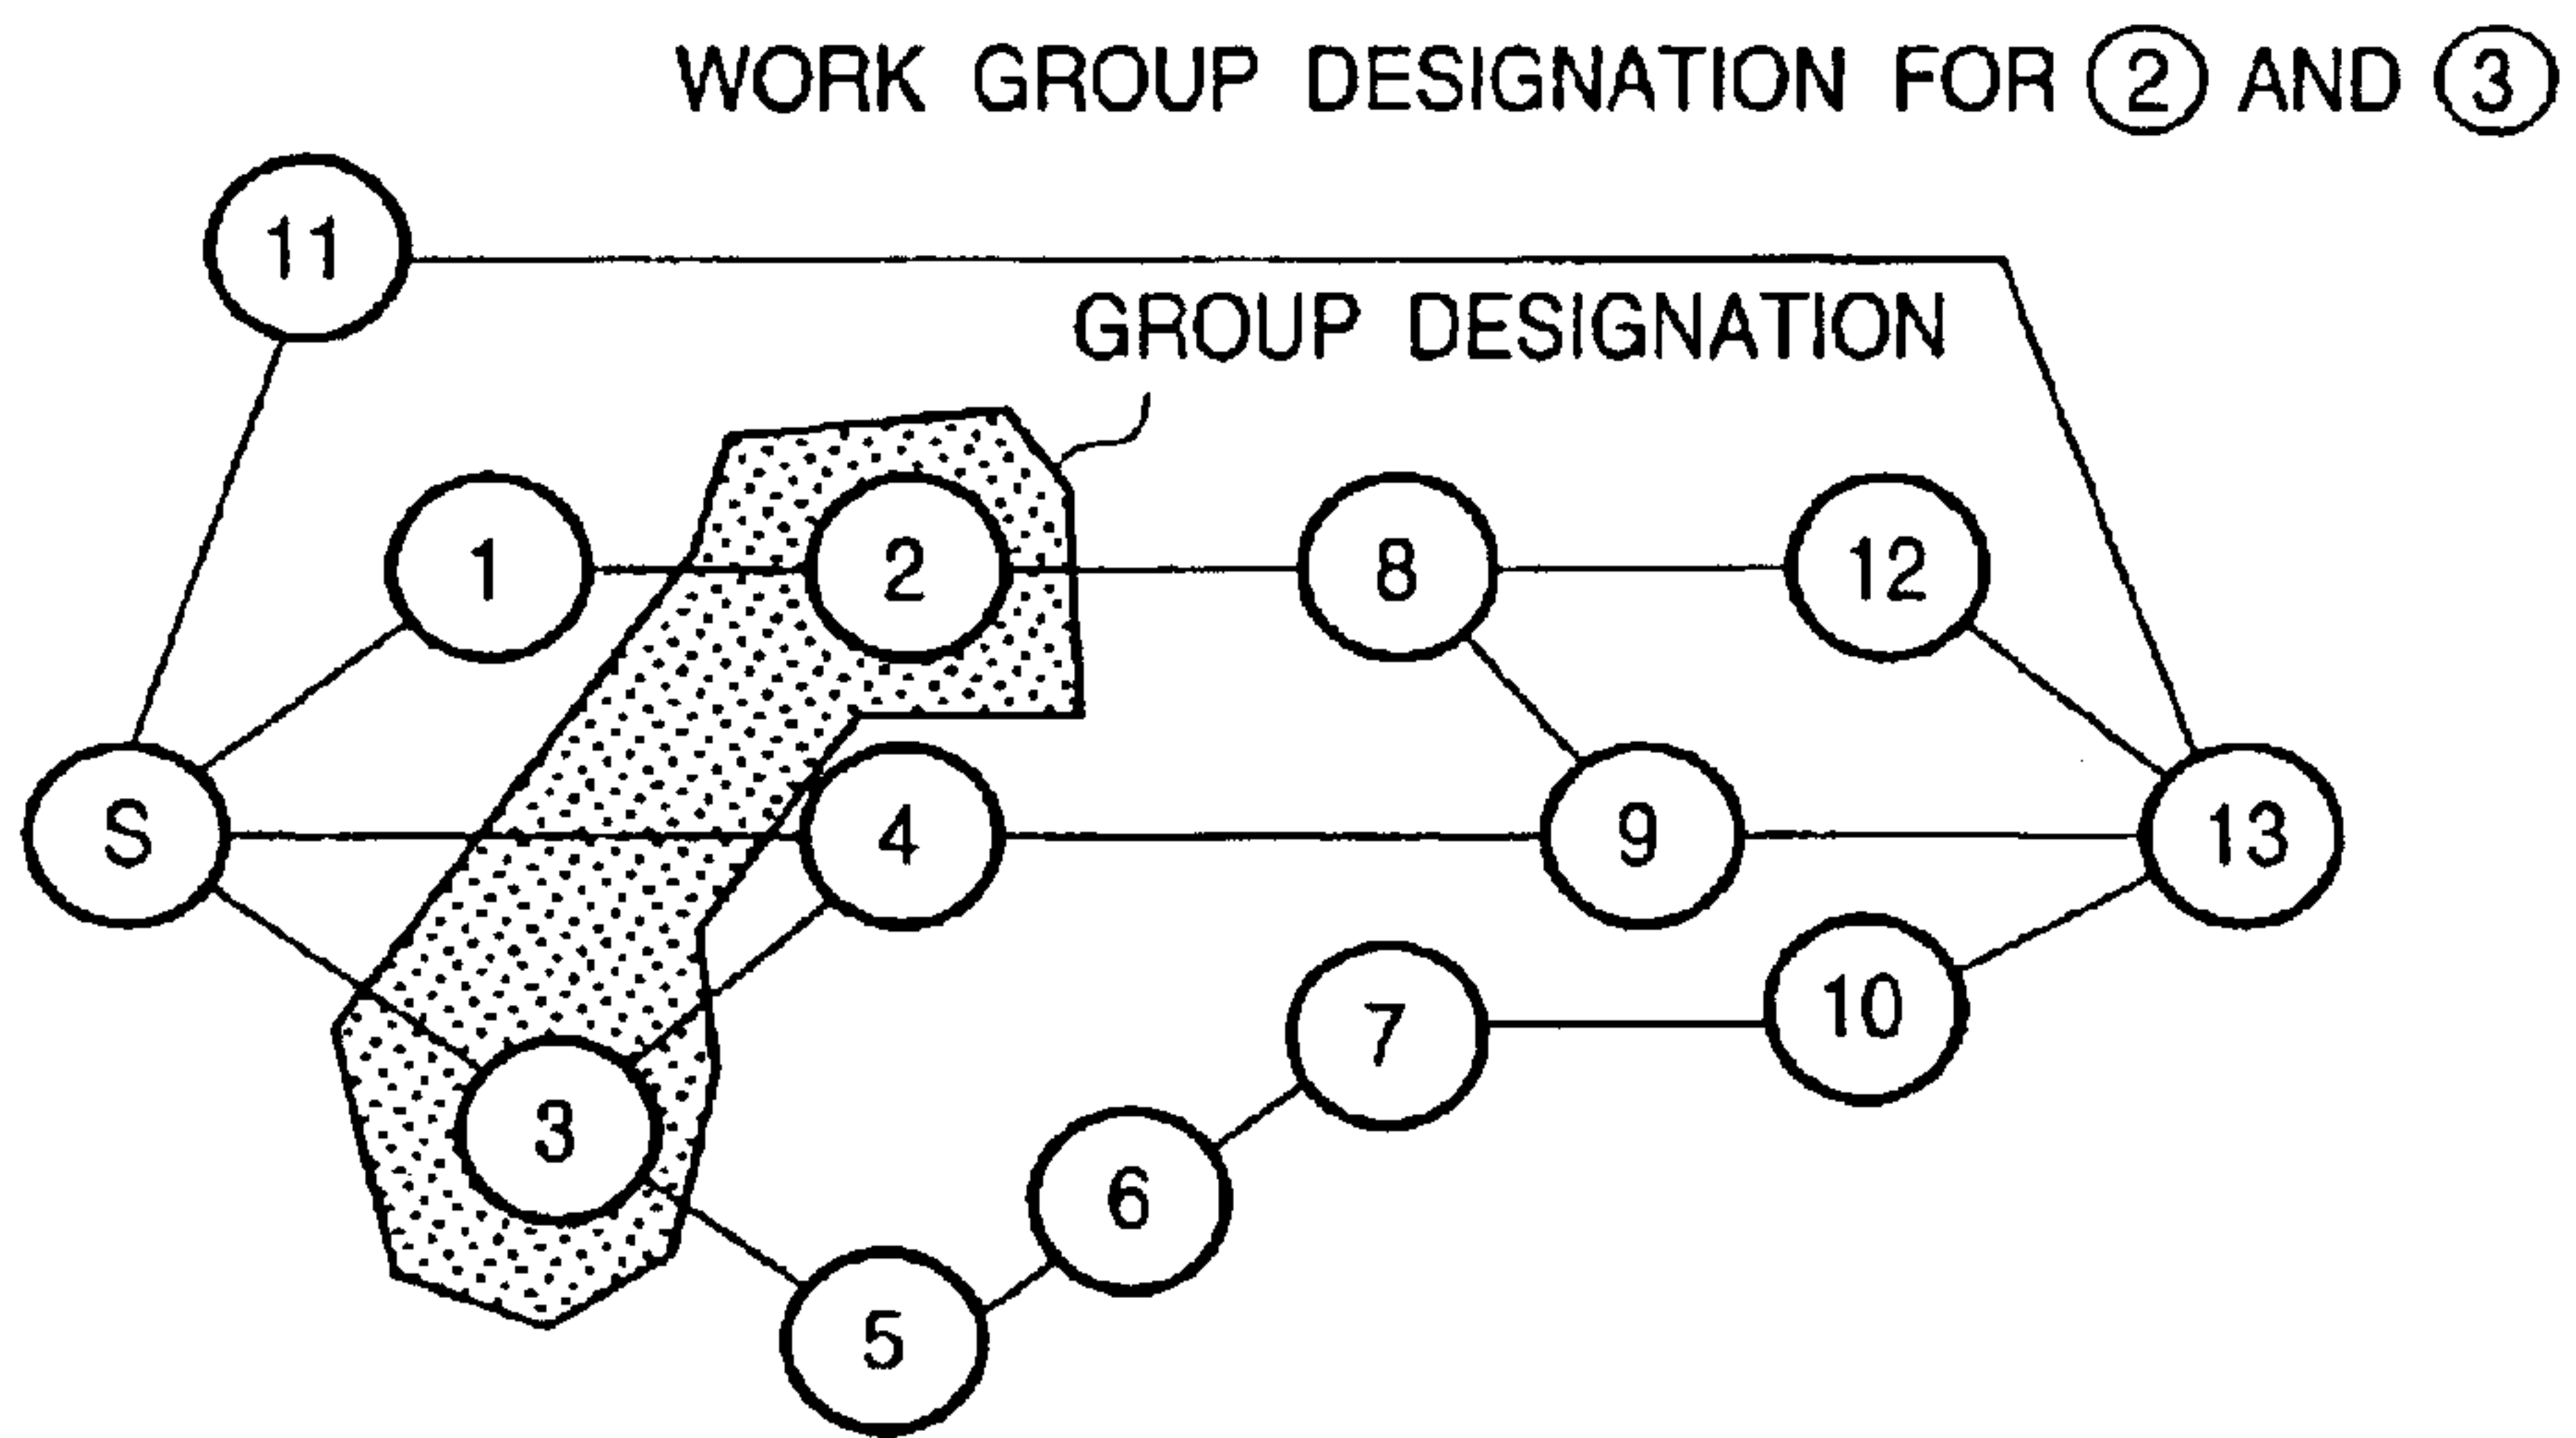 WORK GROUP DESIGNATION FOR ② AND ③
11
GROUP DESIGNATION
1 2 8 12
S 4 9 13
10
7
3
6
5